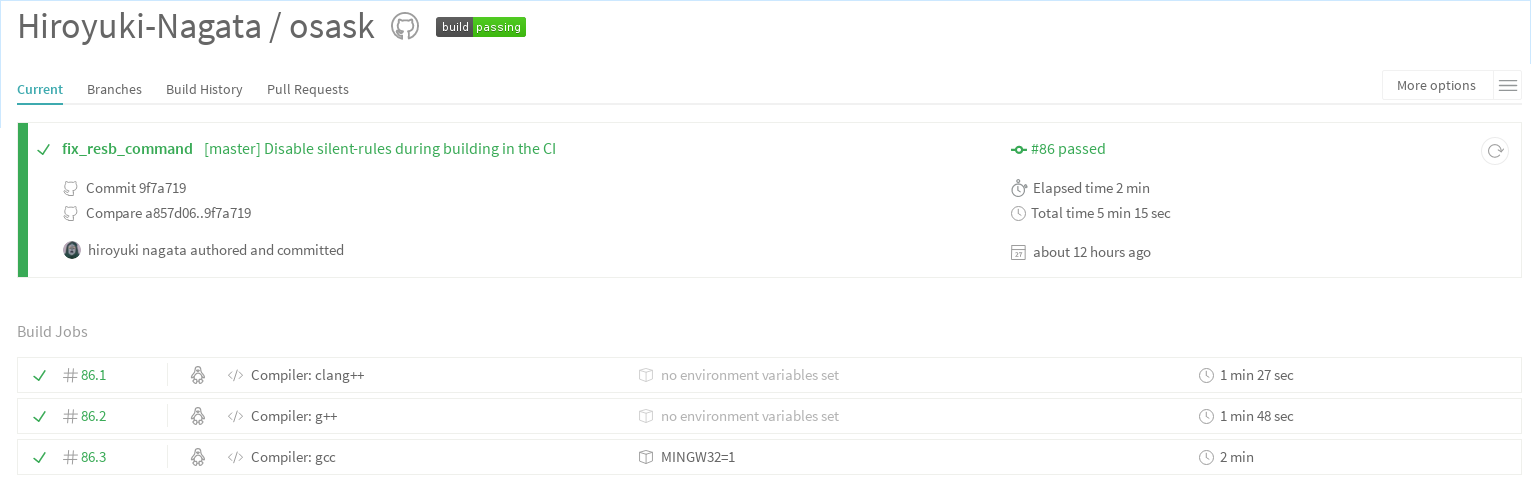 Hiroyuki-Nagata / osask build passing
Current Branches Build History Pull Requests More options
fix_resb_command [master] Disable silent-rules during building in the CI #86 passed
Commit 9f7a719 Elapsed time 2 min
Compare a857d06..9f7a719 Total time 5 min 15 sec
hiroyuki nagata authored and committed 27 about 12 hours ago
Build Jobs
# 86.1 </> Compiler: clang++ no environment variables set 1 min 27 sec
# 86.2 </> Compiler: g++ no environment variables set 1 min 48 sec
# 86.3 </> Compiler: gcc MINGW32=1 2 min